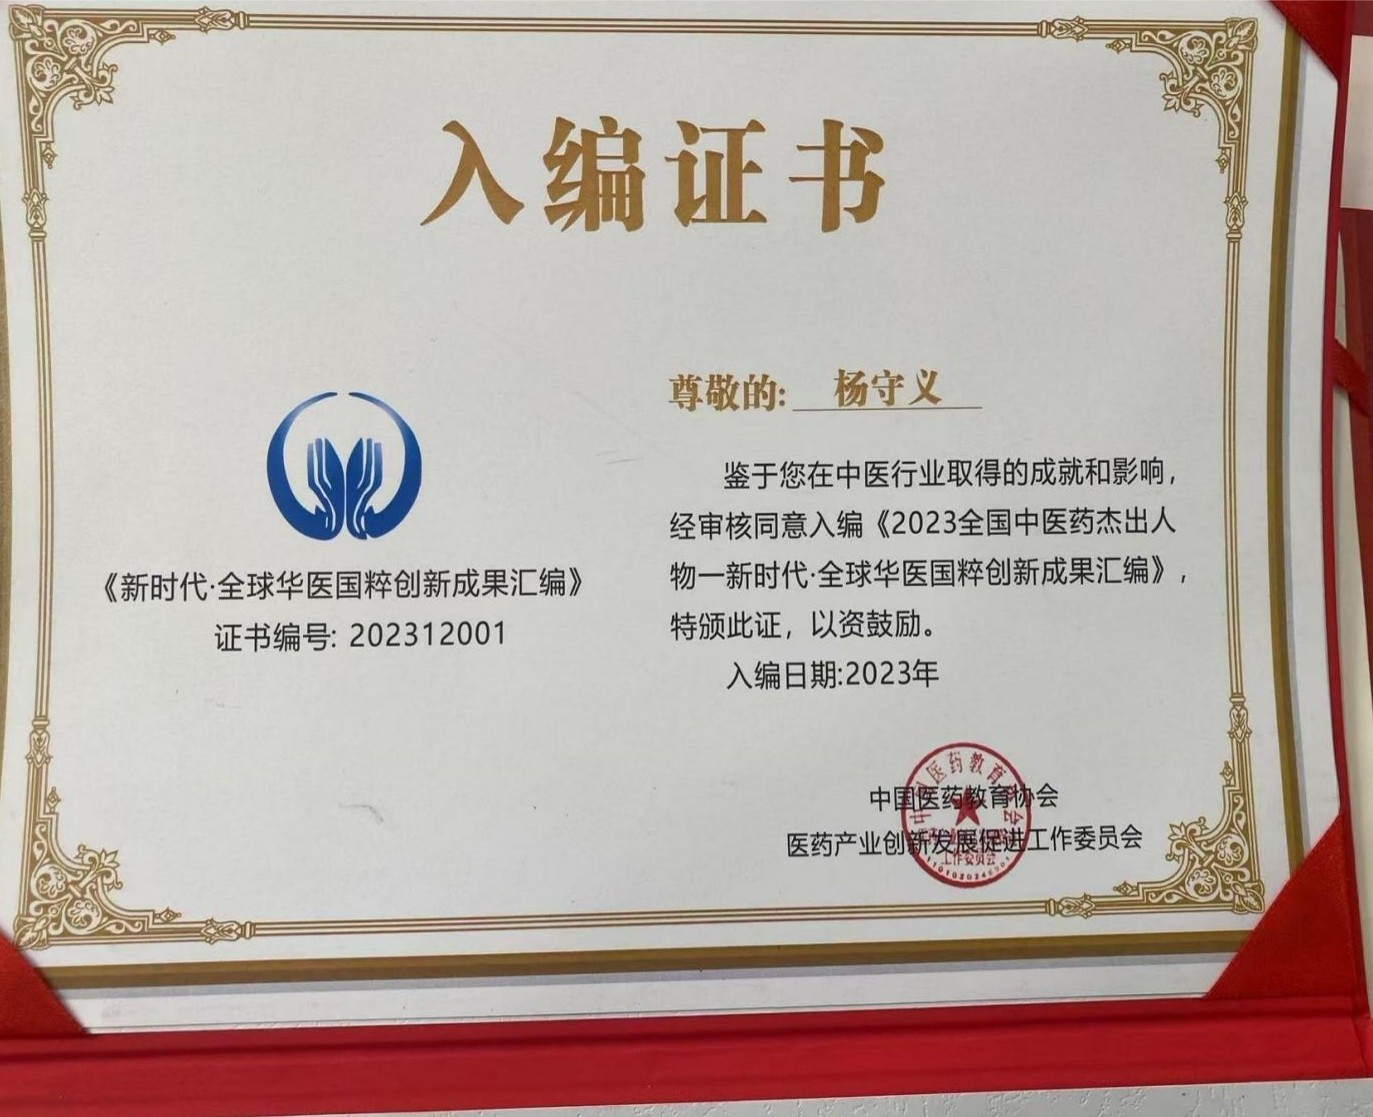 入编证书
《新时代·全球华医国粹创新成果汇编》
证书编号: 202312001
尊敬的: 杨守义
鉴于您在中医行业取得的成就和影响，
经审核同意入编《2023全国中医药杰出人
物一新时代·全球华医国粹创新成果汇编》，
特颁此证，以资鼓励。
入编日期:2023年
中国医药教育协会
医药产业创新发展促进工作委员会
工作委员会